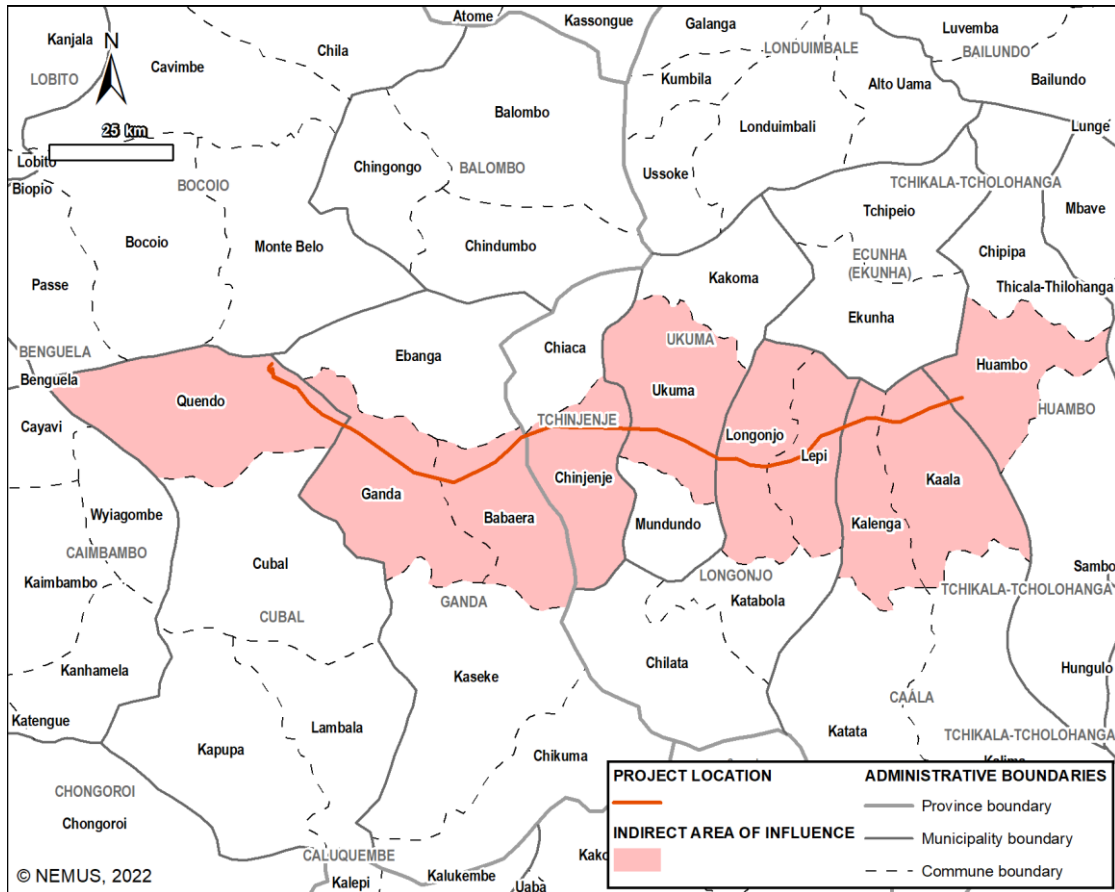 Atome
Kassongue
Galanga
Luvemba
Kanjala
N
Chila
LONDUIMBALE
BAILUNDO
LOBITO
Cavimbe
Kumbila
Alto Uama
Bailundo
Balombo
25 km
Londuimbali
Lunge
Lobito
Chingongo
BALOMBO
Ussoke
Biopio
BOCOIO
TCHIKALA-TCHOLOHANGA
Mbave
Tchipeio
Bocoio
Monte Belo
Chindumbo
ECUNHA
(EKUNHA)
Chipipa
Passe
Kakoma
Thicala-Thilohanga
Ekunha
BENGUELA
Ebanga
Chiaca
UKUMA
Huambo
Benguela
Quendo
Ukuma
HUAMBO
Cayavi
TCHINJENJE
Longonjo
Lepi
Ganda
Chinjenje
Kaala
Wyiagombe
Babaera
Mundundo
Kalenga
CAIMBAMBO
Cubal
Sambo
Kaimbambo
LONGONJO
TCHIKALA-TCHOLOHANGA
GANDA
Katabola
CUBAL
Kanhamela
Chilata
Hungulo
Kaseke
CAÁLA
Katengue
Lambala
Katata
TCHIKALA-TCHOLOHANGA
Kapupa
Chikuma
PROJECT LOCATION
ADMINISTRATIVE BOUNDARIES
CHONGOROI
Province boundary
Chongoroi
INDIRECT AREA OF INFLUENCE
Municipality boundary
CALUQUEMBE
© NEMUS, 2022
Kalepi
Kalukembe
Commune boundary